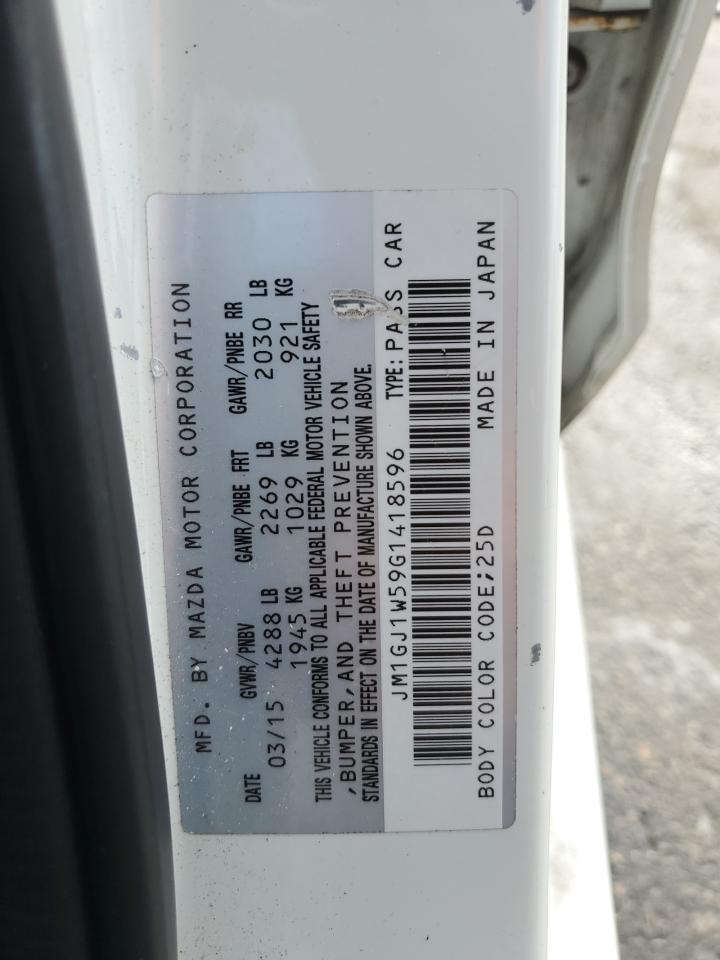 MFD. BY MAZDA MOTOR CORPORATION
DATE GVWR/PNBV GAWR/PNBE FRT GAWR/PNBE RR
03/15 4288 LB 2269 LB 2030 LB
1945 KG 1029 KG 921 KG
THIS VEHICLE CONFORMS TO ALL APPLICABLE FEDERAL MOTOR VEHICLE SAFETY
,BUMPER, AND THEFT PREVENTION
STANDARDS IN EFFECT ON THE DATE OF MANUFACTURE SHOWN ABOVE.
JM1GJ1W59G1418596 TYPE: PASS CAR
BODY COLOR CODE;25D MADE IN JAPAN